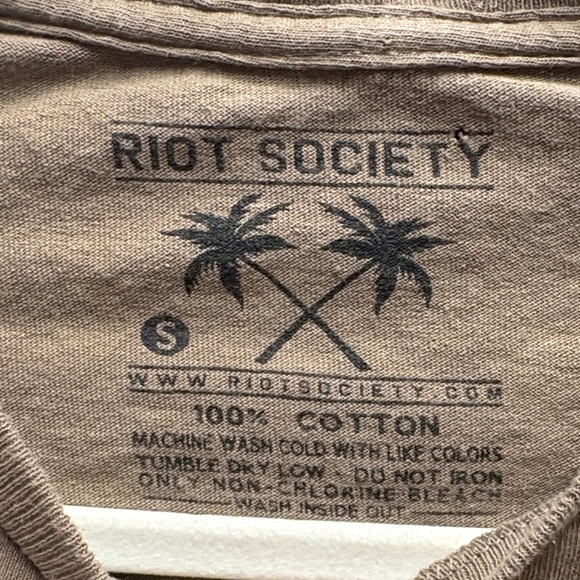 RIOT SOCIETY
S
WWW.RIOTSOCIETY.COM
100% COTTON
MACHINE WASH COLD WITH LIKE COLORS
TUMBLE DRY LOW - DO NOT IRON
ONLY NON-CHLORINE BLEACH
WASH INSIDE OUT